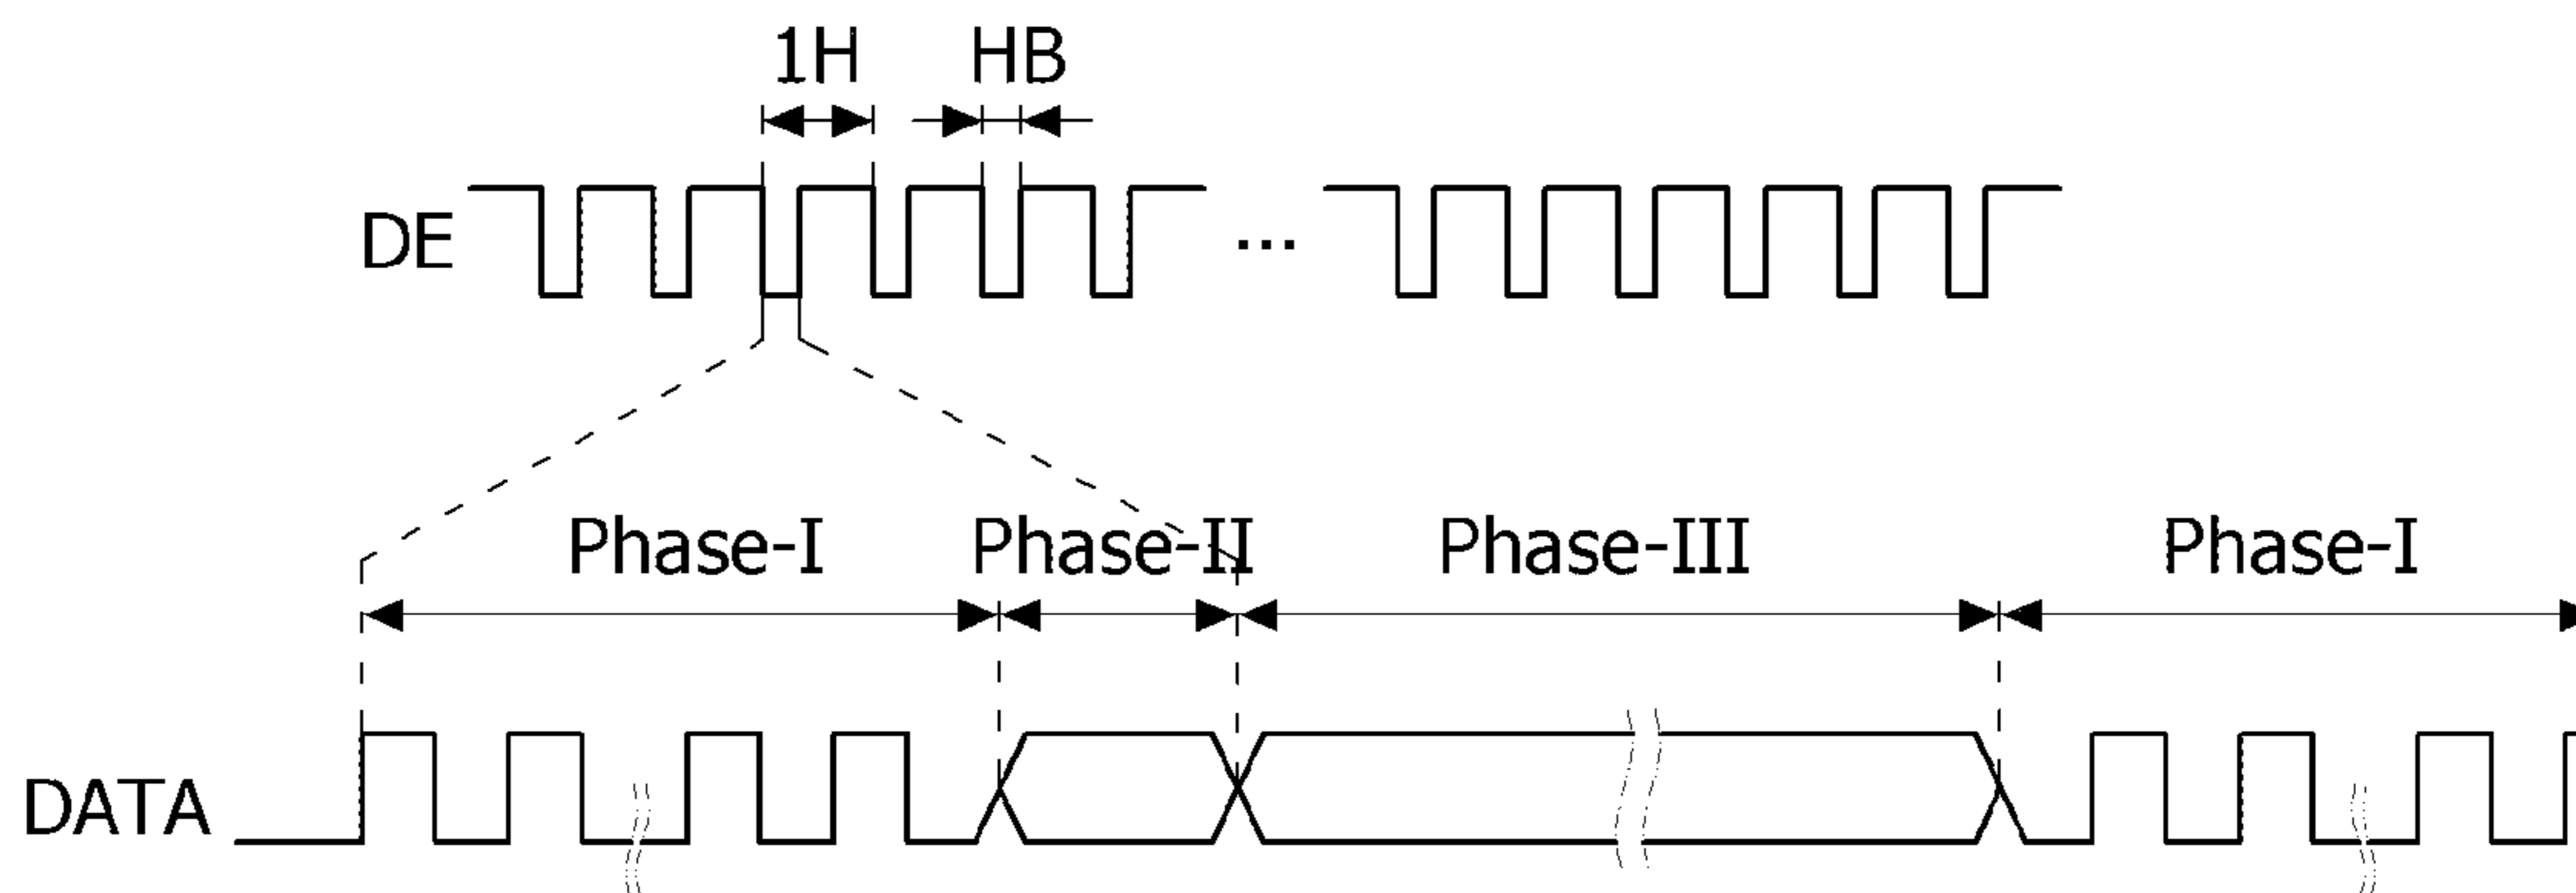 1H HB
DE
...
Phase-I Phase-II Phase-III Phase-I
DATA